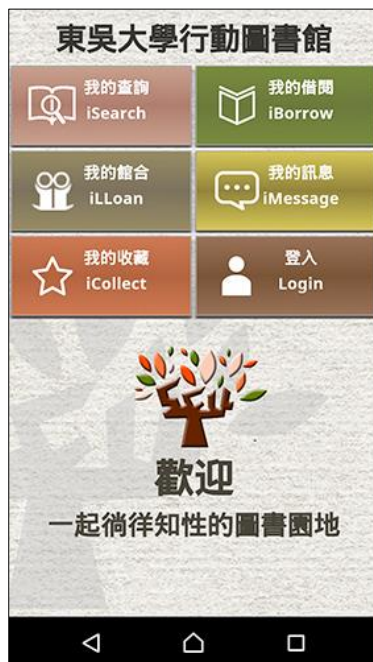 東吳大學行動圖書館
我的查詢
iSearch
我的借閱
iBorrow
我的館合
iLLoan
我的訊息
iMessage
我的收藏
iCollect
登入
Login
歡迎
一起徜徉知性的圖書園地